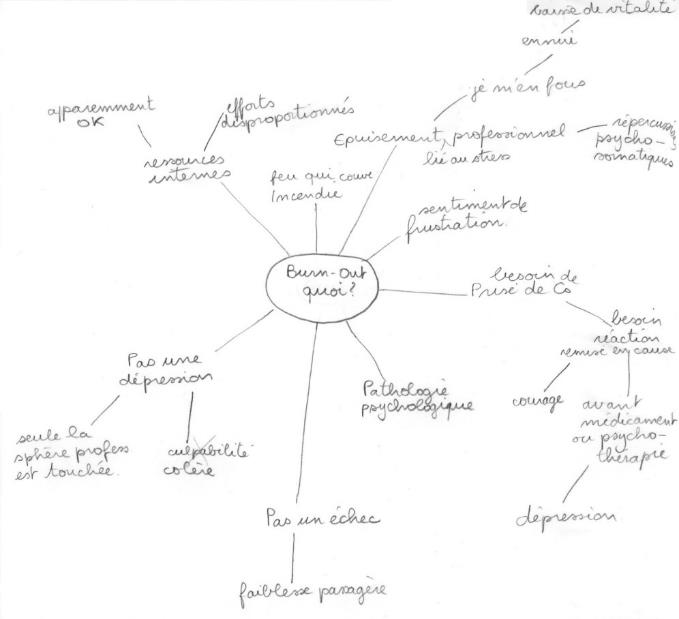 baisse de vitalité
ennui
je m'en fous
apparemment
OK
efforts
disproportionnés
ressources
internes
Epuisement professionnel
lié au stress
répercussions
psycho-
somatiques
feu qui couve
Incendie
sentiment de
frustration.
Burn-Out
quoi?
besoin de
Prise de Cs
besoin
réaction
remise en cause
courage
avant
médicament
ou psycho-
thérapie
dépression
Pas une
dépression
seule la
sphère profess
est touchée.
culpabilité
colère
Pathologie
psychologique
Pas un échec
faiblesse passagère